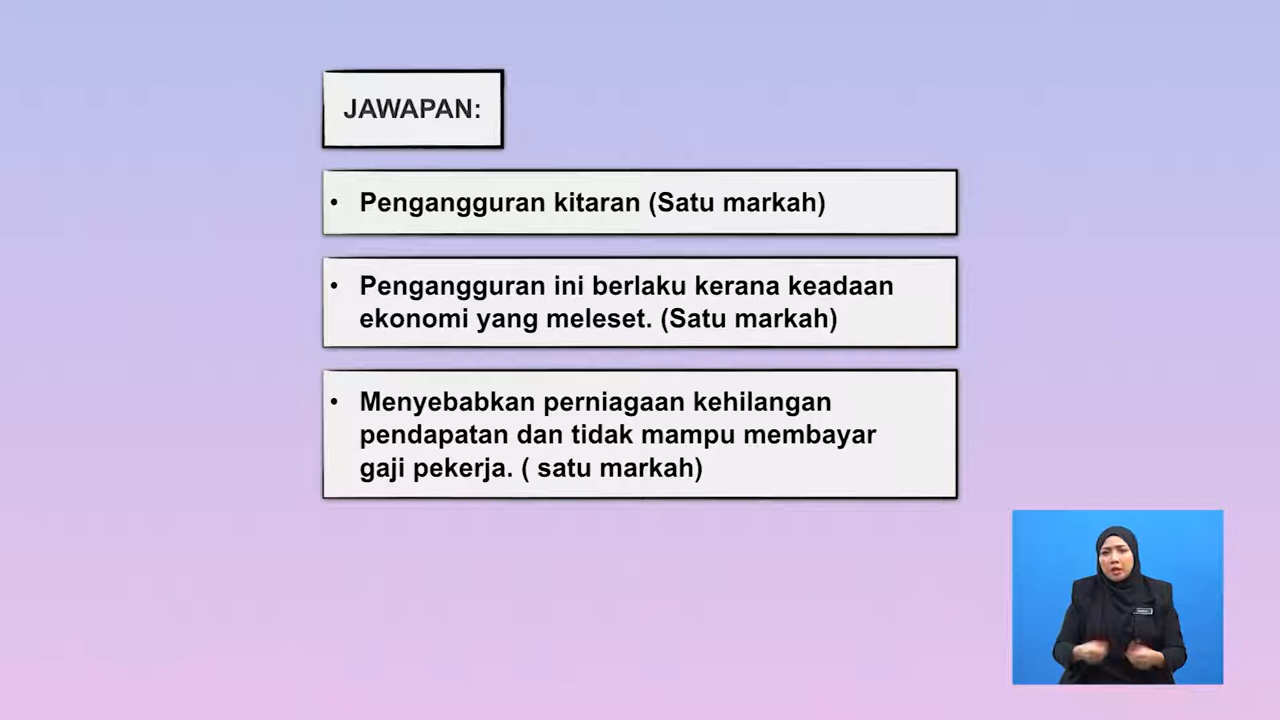 JAWAPAN:
• Pengangguran kitaran (Satu markah)
• Pengangguran ini berlaku kerana keadaan
ekonomi yang meleset. (Satu markah)
• Menyebabkan perniagaan kehilangan
pendapatan dan tidak mampu membayar
gaji pekerja. ( satu markah)